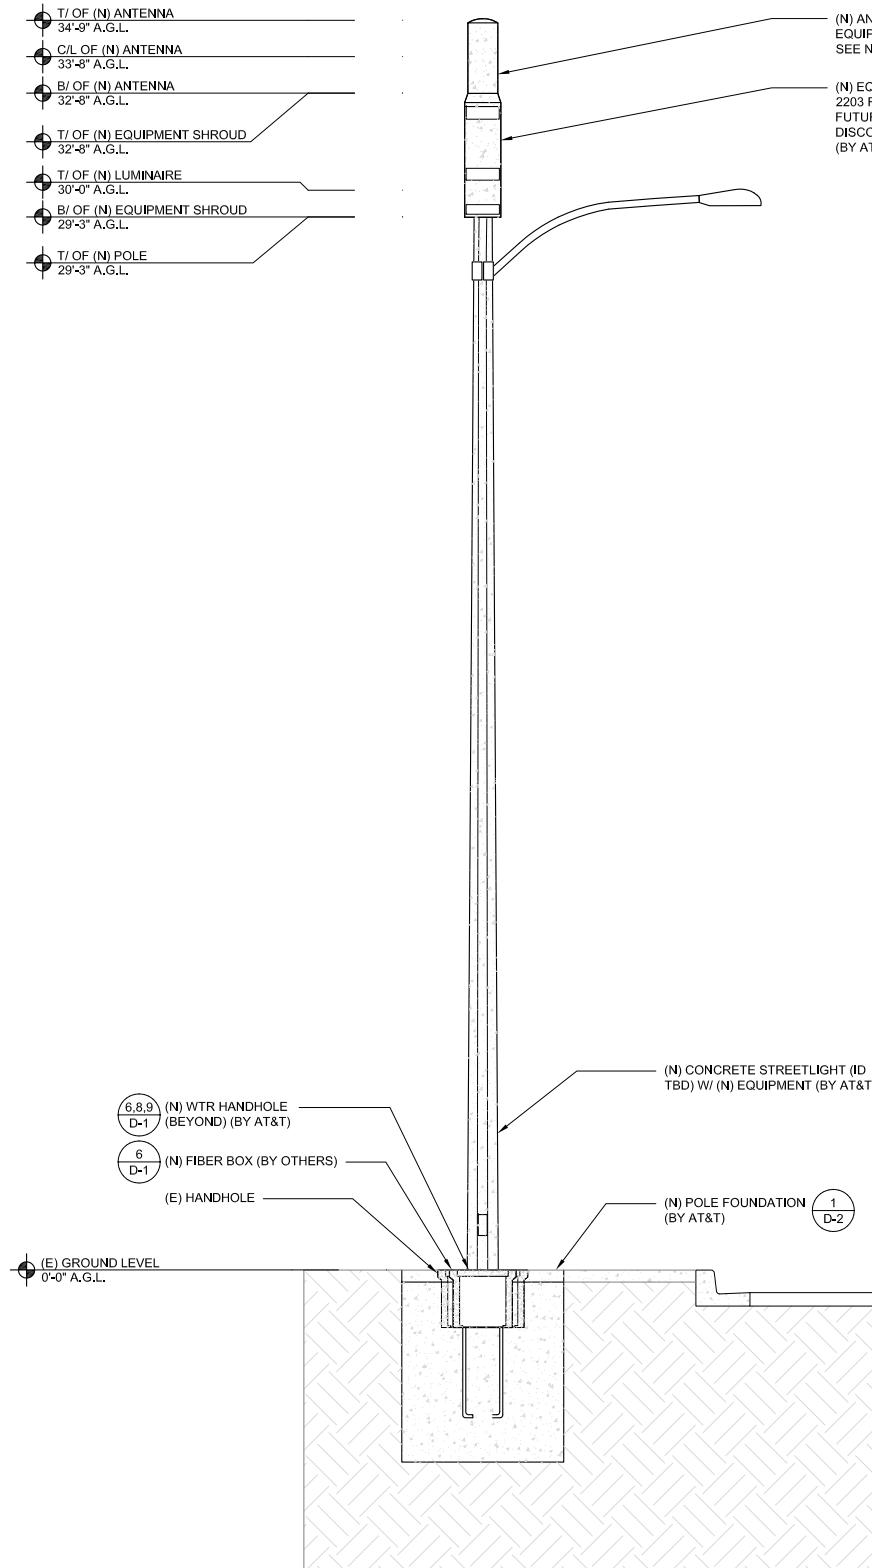 T/ OF (N) ANTENNA
34'-9" A.G.L.
C/L OF (N) ANTENNA
33'-8" A.G.L.
B/ OF (N) ANTENNA
32'-8" A.G.L.
T/ OF (N) EQUIPMENT SHROUD
32'-8" A.G.L.
T/ OF (N) LUMINAIRE
30'-0" A.G.L.
B/ OF (N) EQUIPMENT SHROUD
29'-3" A.G.L.
T/ OF (N) POLE
29'-3" A.G.L.
(N) AN
EQUIP
SEE N
(N) EQ
2203 F
FUTUR
DISCO
(BY AT
(N) CONCRETE STREETLIGHT (ID
TBD) W/ (N) EQUIPMENT (BY AT&T
6,8,9
D-1
(N) WTR HANDHOLE
(BEYOND) (BY AT&T)
6
D-1
(N) FIBER BOX (BY OTHERS)
(E) HANDHOLE
(N) POLE FOUNDATION
(BY AT&T)
1
D-2
(E) GROUND LEVEL
0'-0" A.G.L.